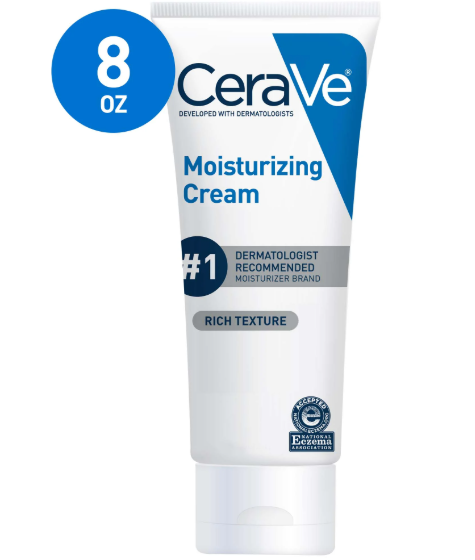 8
OZ
CeraVe®
DEVELOPED WITH DERMATOLOGISTS
Moisturizing
Cream
#1
DERMATOLOGIST
RECOMMENDED
MOISTURIZER BRAND
RICH TEXTURE
ACCEPTED
e
NATIONAL
Eczema
ASSOCIATION